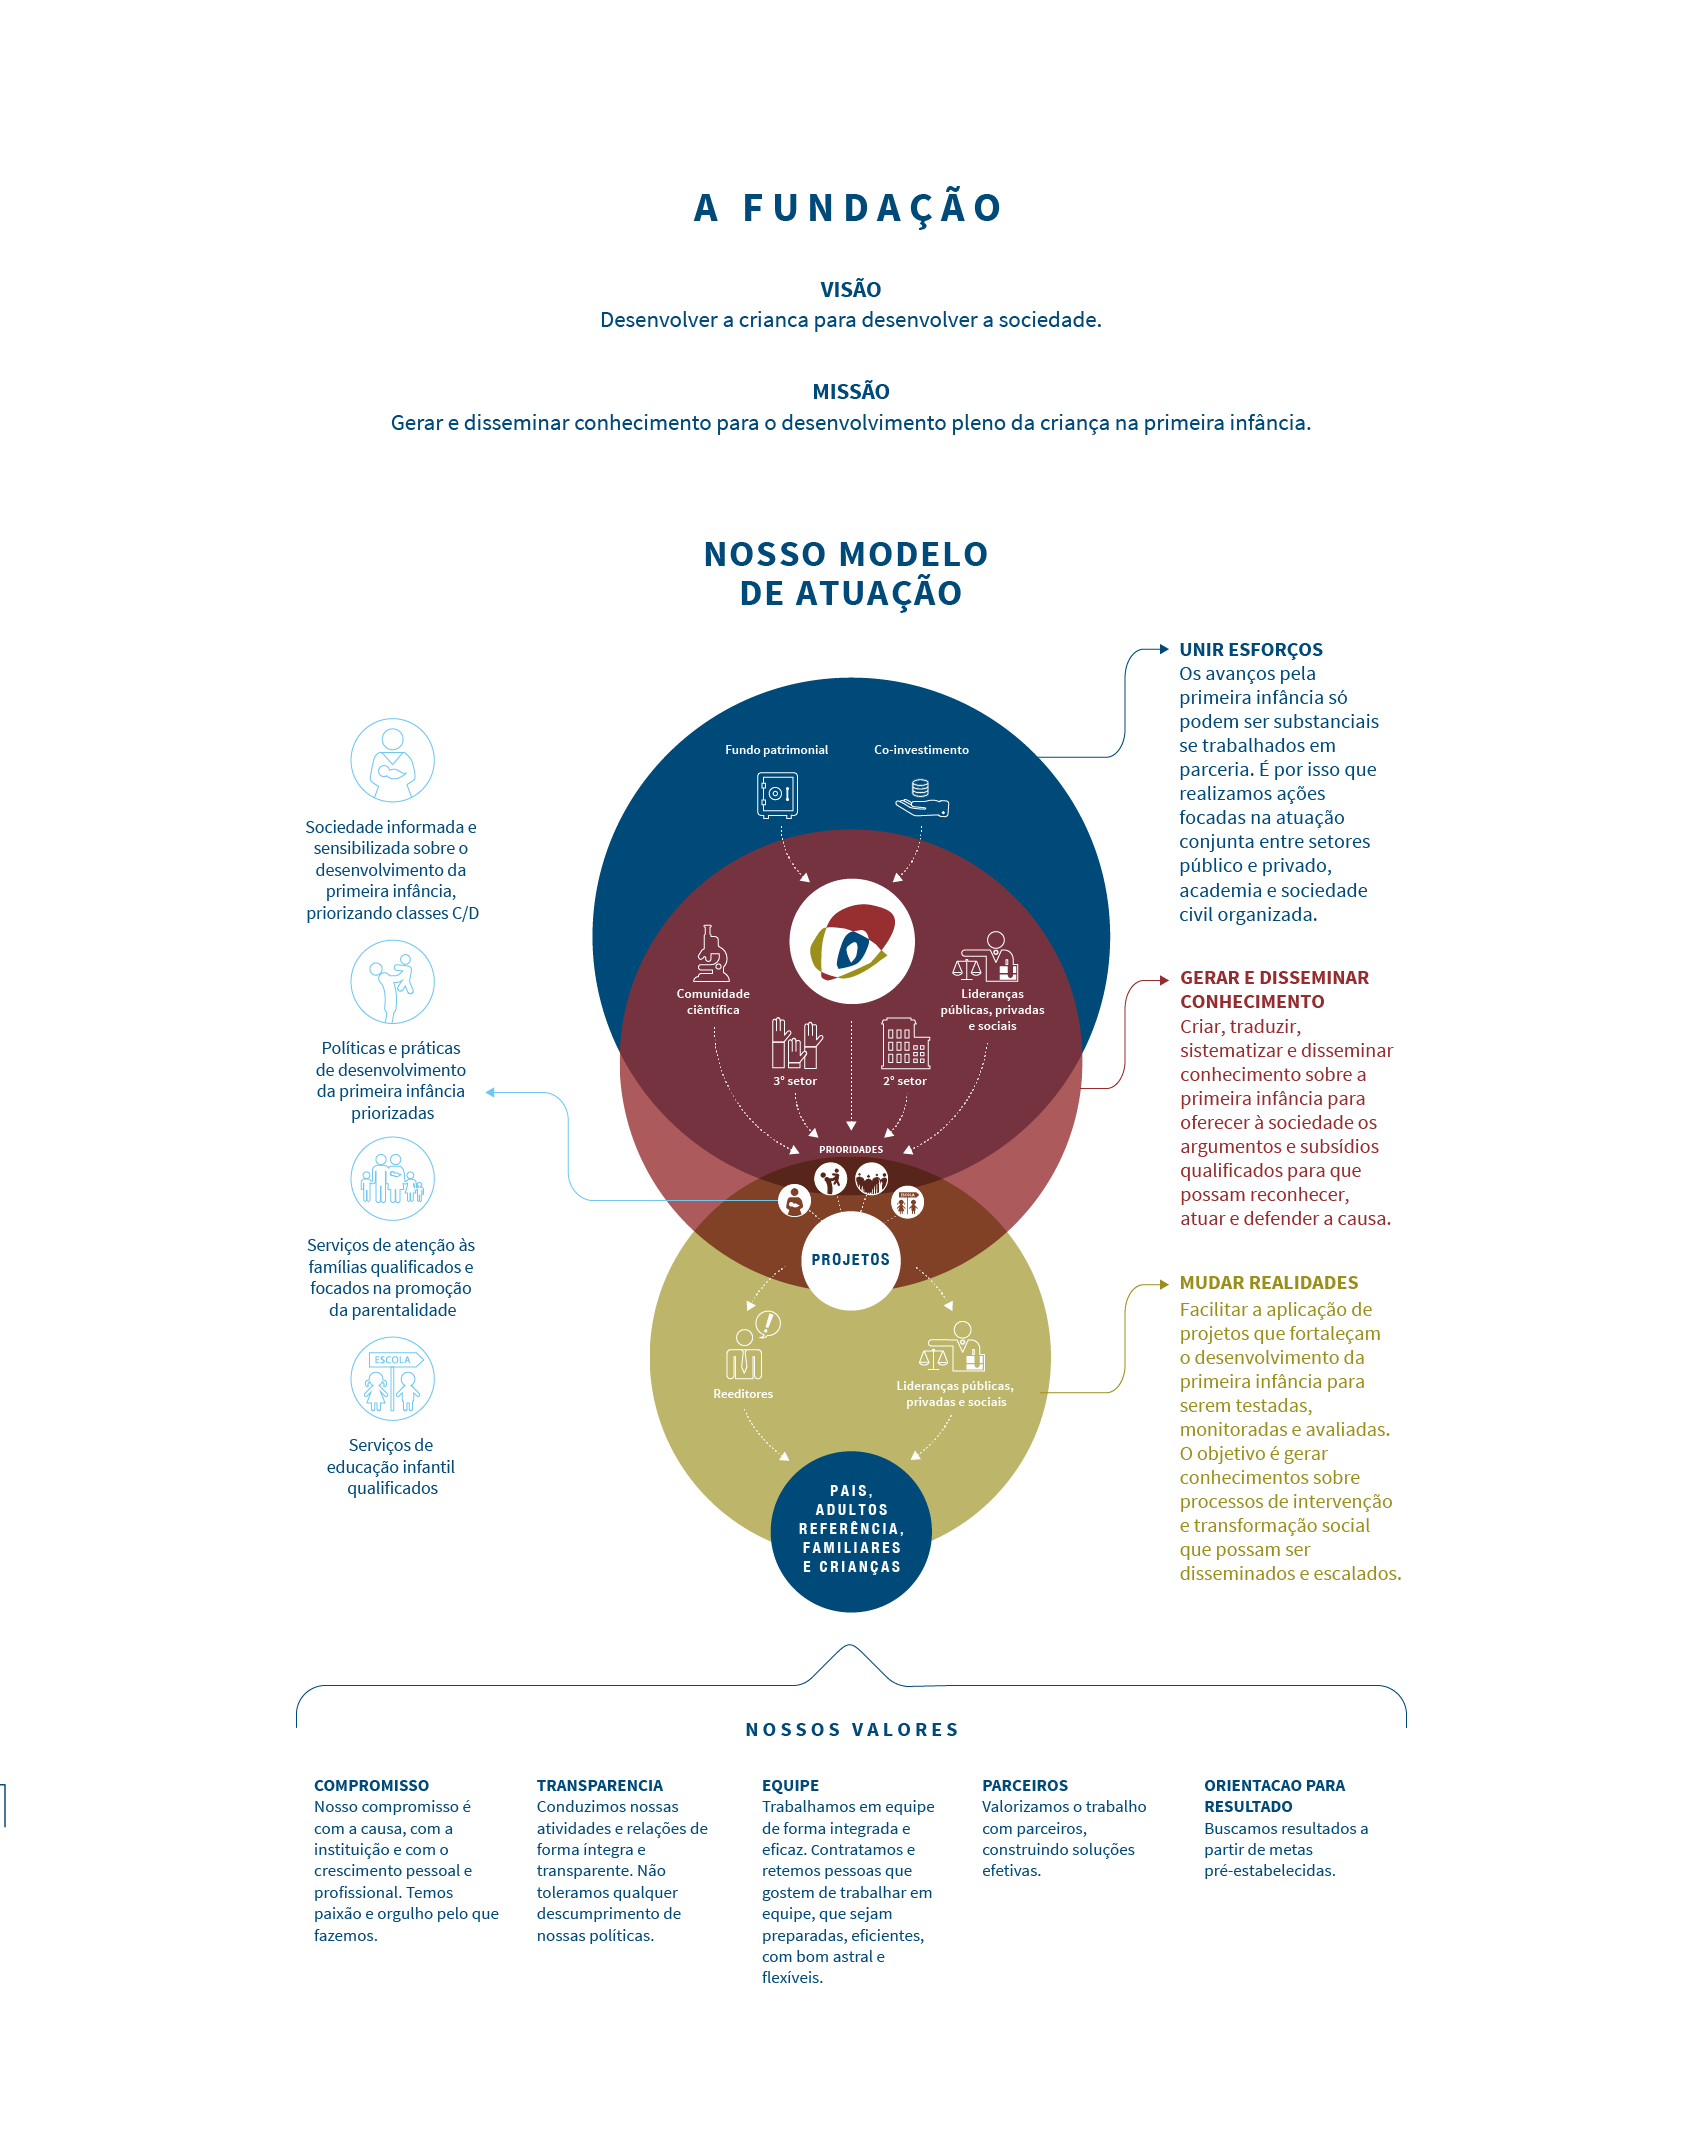 A FUNDAÇÃO
VISÃO
Desenvolver a crianca para desenvolver a sociedade.
MISSÃO
Gerar e disseminar conhecimento para o desenvolvimento pleno da criança na primeira infância.
NOSSO MODELO
DE ATUAÇÃO
Sociedade informada e
sensibilizada sobre o
desenvolvimento da
primeira infância,
priorizando classes C/D
Políticas e práticas
de desenvolvimento
da primeira infância
priorizadas
Serviços de atenção às
famílias qualificados e
focados na promoção
da parentalidade
ESCOLA
Serviços de
educação infantil
qualificados
Fundo patrimonial
Co-investimento
Comunidade
ciêntífica
Lideranças
públicas, privadas
e sociais
3° setor
2° setor
PRIORIDADES
ESCOLA
PROJETOS
Reeditores
Lideranças públicas,
privadas e sociais
PAIS,
ADULTOS
REFERÊNCIA,
FAMILIARES
E CRIANÇAS
UNIR ESFORÇOS
Os avanços pela
primeira infância só
podem ser substanciais
se trabalhados em
parceria. É por isso que
realizamos ações
focadas na atuação
conjunta entre setores
público e privado,
academia e sociedade
civil organizada.
GERAR E DISSEMINAR
CONHECIMENTO
Criar, traduzir,
sistematizar e disseminar
conhecimento sobre a
primeira infância para
oferecer à sociedade os
argumentos e subsídios
qualificados para que
possam reconhecer,
atuar e defender a causa.
MUDAR REALIDADES
Facilitar a aplicação de
projetos que fortaleçam
o desenvolvimento da
primeira infância para
serem testadas,
monitoradas e avaliadas.
O objetivo é gerar
conhecimentos sobre
processos de intervenção
e transformação social
que possam ser
disseminados e escalados.
NOSSOS VALORES
COMPROMISSO
Nosso compromisso é
com a causa, com a
instituição e com o
crescimento pessoal e
profissional. Temos
paixão e orgulho pelo que
fazemos.
TRANSPARENCIA
Conduzimos nossas
atividades e relações de
forma íntegra e
transparente. Não
toleramos qualquer
descumprimento de
nossas políticas.
EQUIPE
Trabalhamos em equipe
de forma integrada e
eficaz. Contratamos e
retemos pessoas que
gostem de trabalhar em
equipe, que sejam
preparadas, eficientes,
com bom astral e
flexíveis.
PARCEIROS
Valorizamos o trabalho
com parceiros,
construindo soluções
efetivas.
ORIENTACAO PARA
RESULTADO
Buscamos resultados a
partir de metas
pré-estabelecidas.